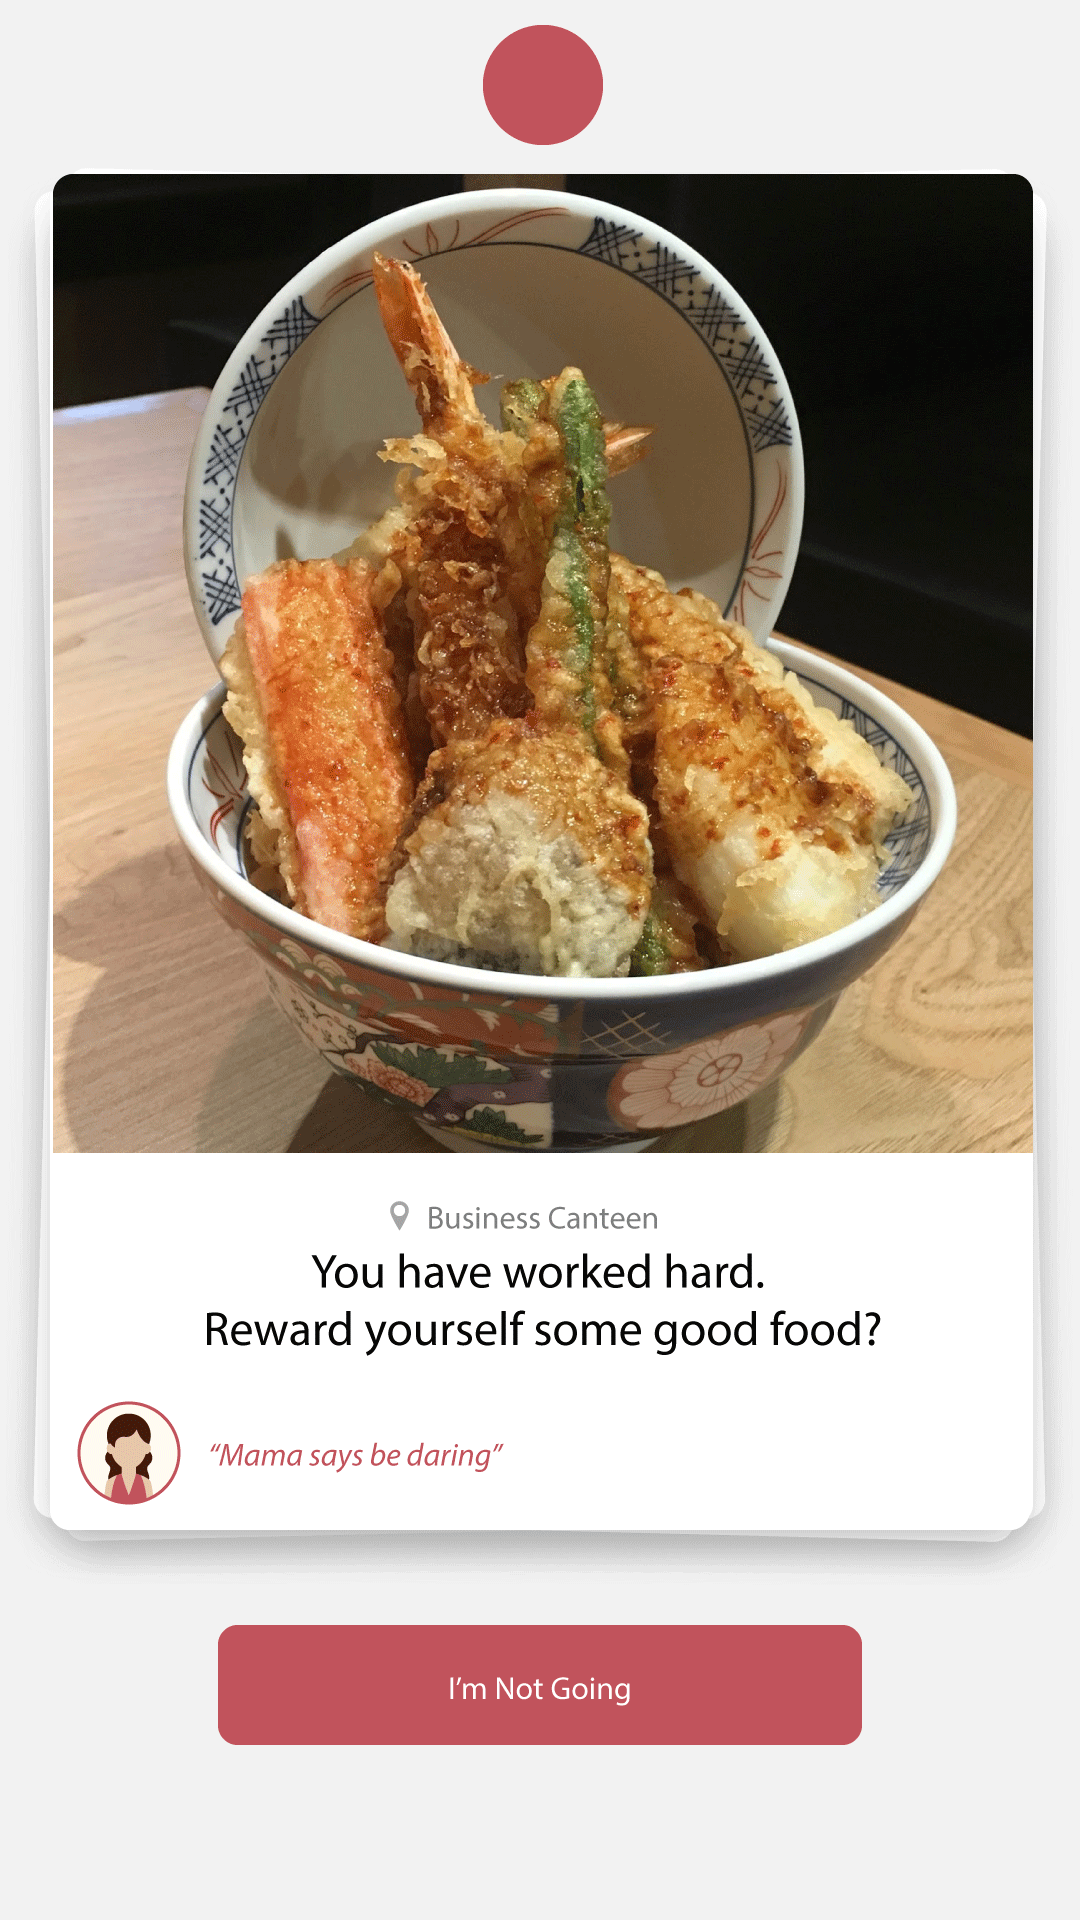 Business Canteen
You have worked hard.
Reward yourself some good food?
“Mama says be daring”
I’m Not Going